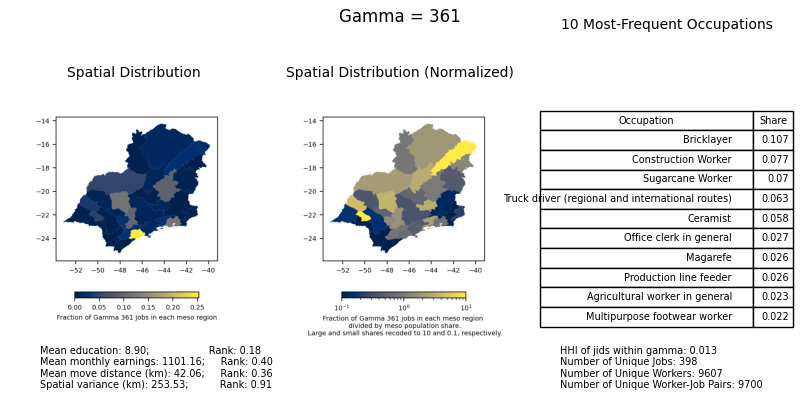 Gamma = 361
10 Most-Frequent Occupations
Spatial Distribution
Spatial Distribution (Normalized)
−14
−16
−18
−20
−22
−24
−52 −50 −48 −46 −44 −42 −40
0.00 0.05 0.10 0.15 0.20 0.25
Fraction of Gamma 361 jobs in each meso region
−14
−16
−18
−20
−22
−24
−52 −50 −48 −46 −44 −42 −40
10⁻¹ 10⁰ 10¹
Fraction of Gamma 361 jobs in each meso region
divided by meso population share.
Large and small shares recoded to 10 and 0.1, respectively.
Occupation Share
Bricklayer 0.107
Construction Worker 0.077
Sugarcane Worker 0.07
Truck driver (regional and international routes) 0.063
Ceramist 0.058
Office clerk in general 0.027
Magarefe 0.026
Production line feeder 0.026
Agricultural worker in general 0.023
Multipurpose footwear worker 0.022
Mean education: 8.90; Rank: 0.18
Mean monthly earnings: 1101.16; Rank: 0.40
Mean move distance (km): 42.06; Rank: 0.36
Spatial variance (km): 253.53; Rank: 0.91
HHI of jids within gamma: 0.013
Number of Unique Jobs: 398
Number of Unique Workers: 9607
Number of Unique Worker-Job Pairs: 9700